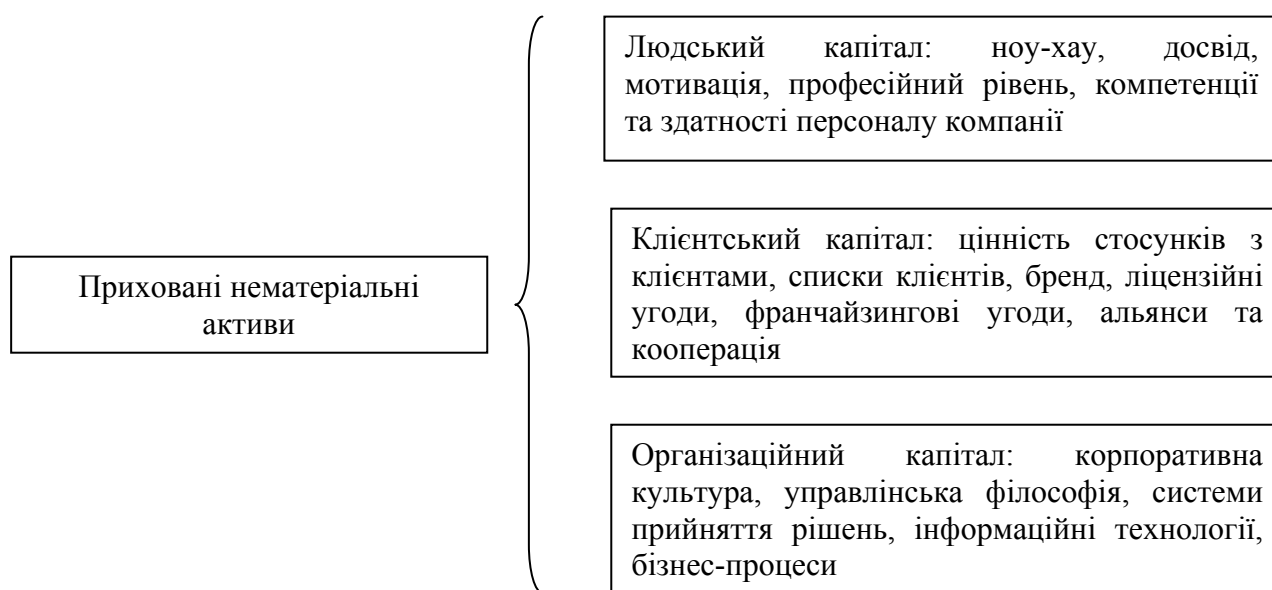 Приховані нематеріальні
активи
Людський капітал: ноу-хау, досвід,
мотивація, професійний рівень, компетенції
та здатності персоналу компанії
Клієнтський капітал: цінність стосунків з
клієнтами, списки клієнтів, бренд, ліцензійні
угоди, франчайзингові угоди, альянси та
кооперація
Організаційний капітал: корпоративна
культура, управлінська філософія, системи
прийняття рішень, інформаційні технології,
бізнес-процеси